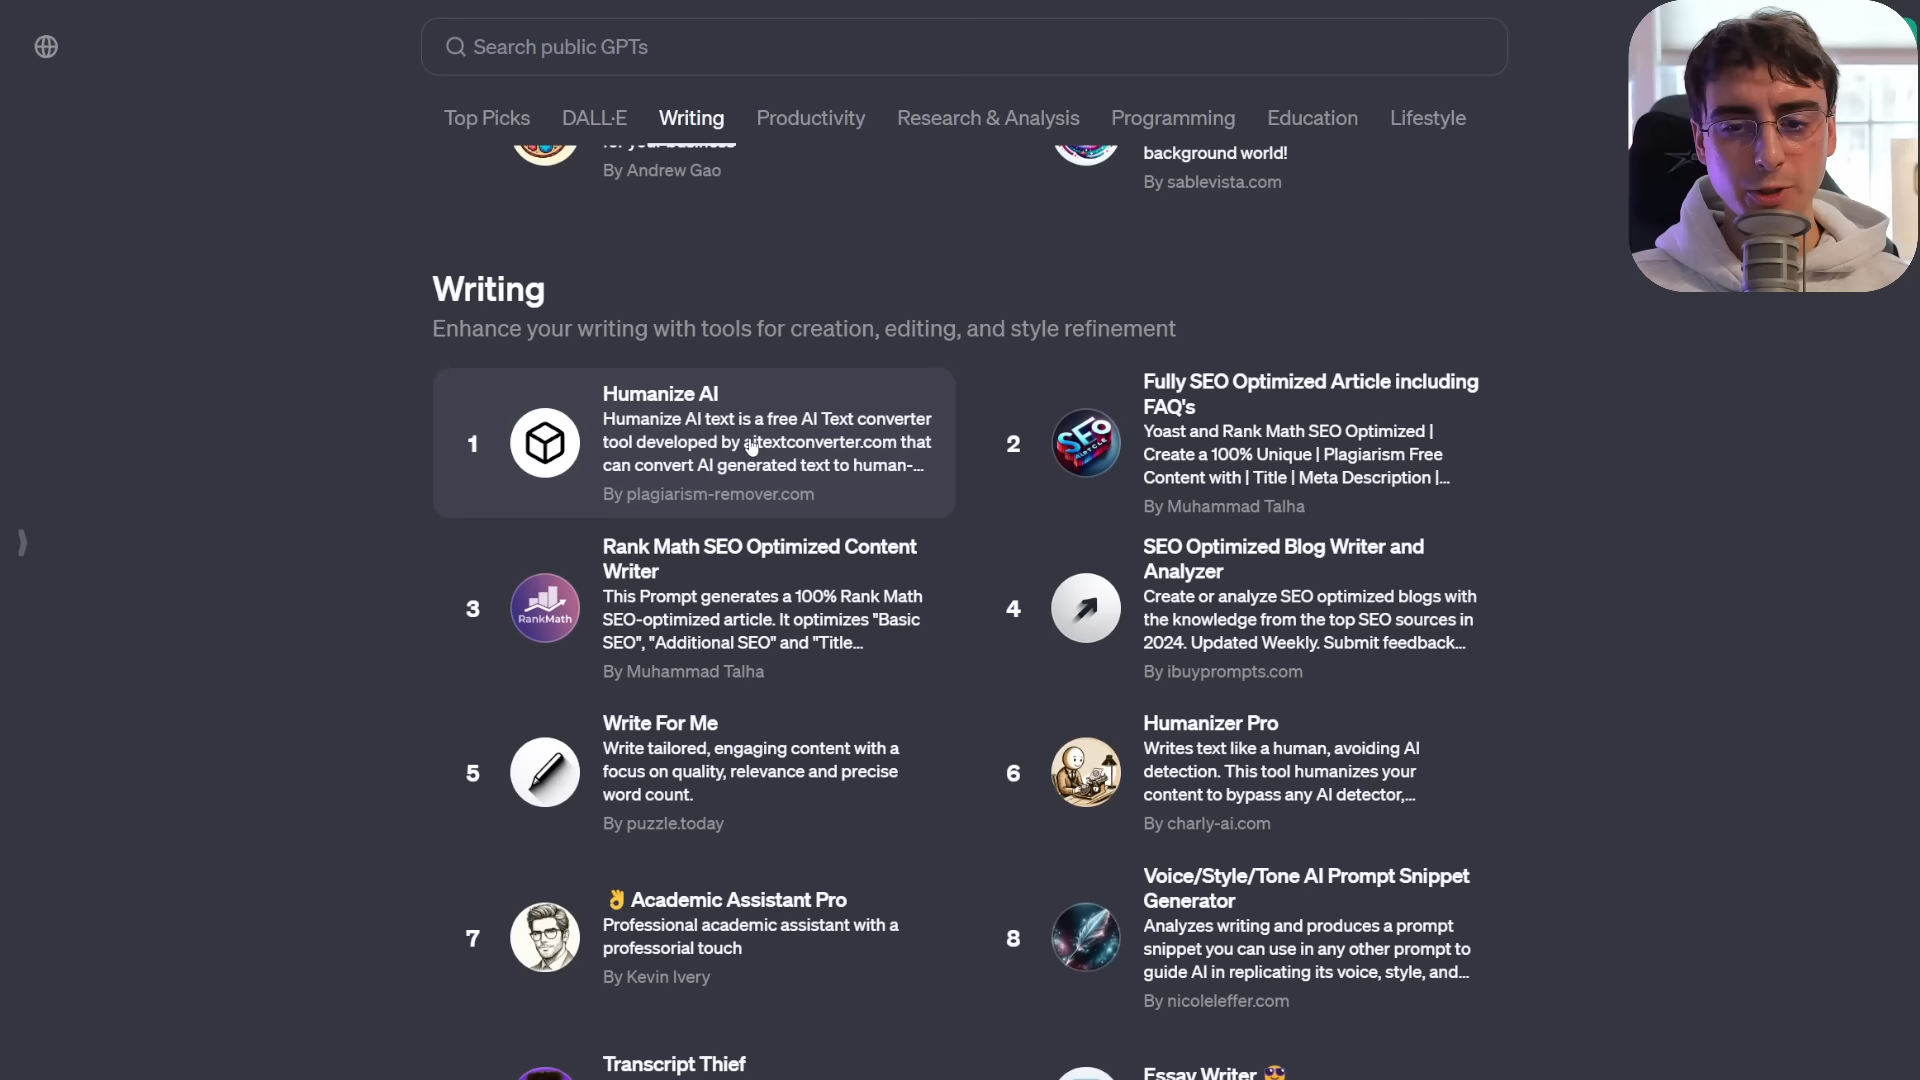 Search public GPTs
Top Picks
DALL·E
Writing
Productivity
Research & Analysis
Programming
Education
Lifestyle
for your business
By Andrew Gao
background world!
By sablevista.com
Writing
Enhance your writing with tools for creation, editing, and style refinement
1
Humanize AI
Humanize AI text is a free AI Text converter
tool developed by aitextconverter.com that
can convert AI generated text to human-...
By plagiarism-remover.com
2
Fully SEO Optimized Article including
FAQ's
Yoast and Rank Math SEO Optimized |
Create a 100% Unique | Plagiarism Free
Content with | Title | Meta Description |...
By Muhammad Talha
SEO
3
Rank Math SEO Optimized Content
Writer
This Prompt generates a 100% Rank Math
SEO-optimized article. It optimizes "Basic
SEO", "Additional SEO" and "Title...
By Muhammad Talha
RankMath
4
SEO Optimized Blog Writer and
Analyzer
Create or analyze SEO optimized blogs with
the knowledge from the top SEO sources in
2024. Updated Weekly. Submit feedback...
By ibuyprompts.com
5
Write For Me
Write tailored, engaging content with a
focus on quality, relevance and precise
word count.
By puzzle.today
6
Humanizer Pro
Writes text like a human, avoiding AI
detection. This tool humanizes your
content to bypass any AI detector,...
By charly-ai.com
7
👌 Academic Assistant Pro
Professional academic assistant with a
professorial touch
By Kevin Ivery
8
Voice/Style/Tone AI Prompt Snippet
Generator
Analyzes writing and produces a prompt
snippet you can use in any other prompt to
guide AI in replicating its voice, style, and...
By nicoleleffer.com
Transcript Thief
Essay Writer 😎